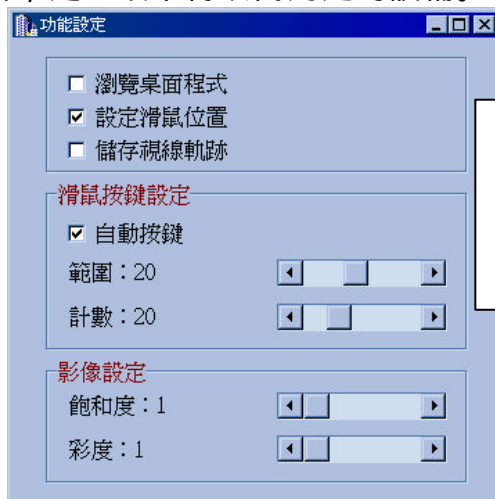 功能設定
瀏覽桌面程式
設定滑鼠位置
儲存視線軌跡
滑鼠按鍵設定
自動按鍵
範圍：20
計數：20
影像設定
飽和度：1
彩度：1